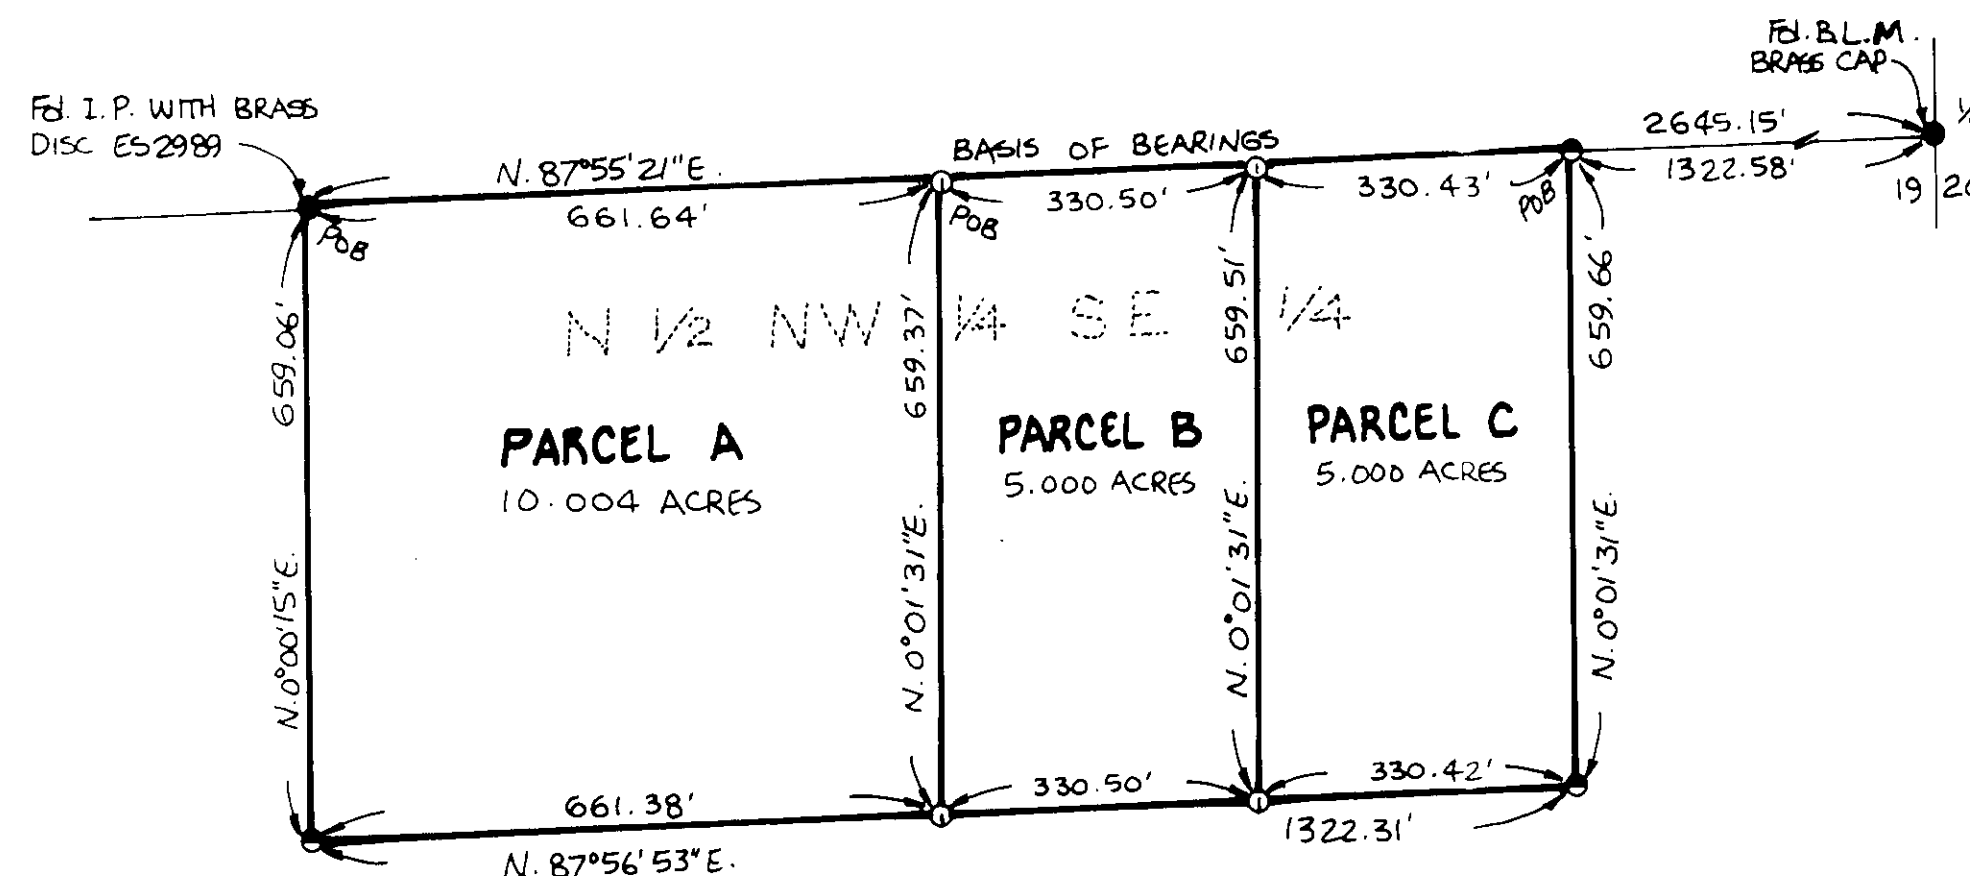 Fd. B.L.M.
BRASS CAP
Fd. I.P. WITH BRASS
DISC ES2989
2645.15'
BASIS OF BEARINGS
N. 87°55'21"E.
661.64'
330.50'
330.43'
1322.58'
19
POB
POB
POB
659.06'
659.37'
659.51'
659.66'
N 1/2 NW 1/4 SE 1/4
PARCEL A
10.004 ACRES
PARCEL B
5.000 ACRES
PARCEL C
5.000 ACRES
N.0°00'15"E.
N.0°01'31"E.
N.0°01'31"E.
N.0°01'31"E.
661.38'
330.50'
330.42'
1322.31'
N. 87°56'53"E.